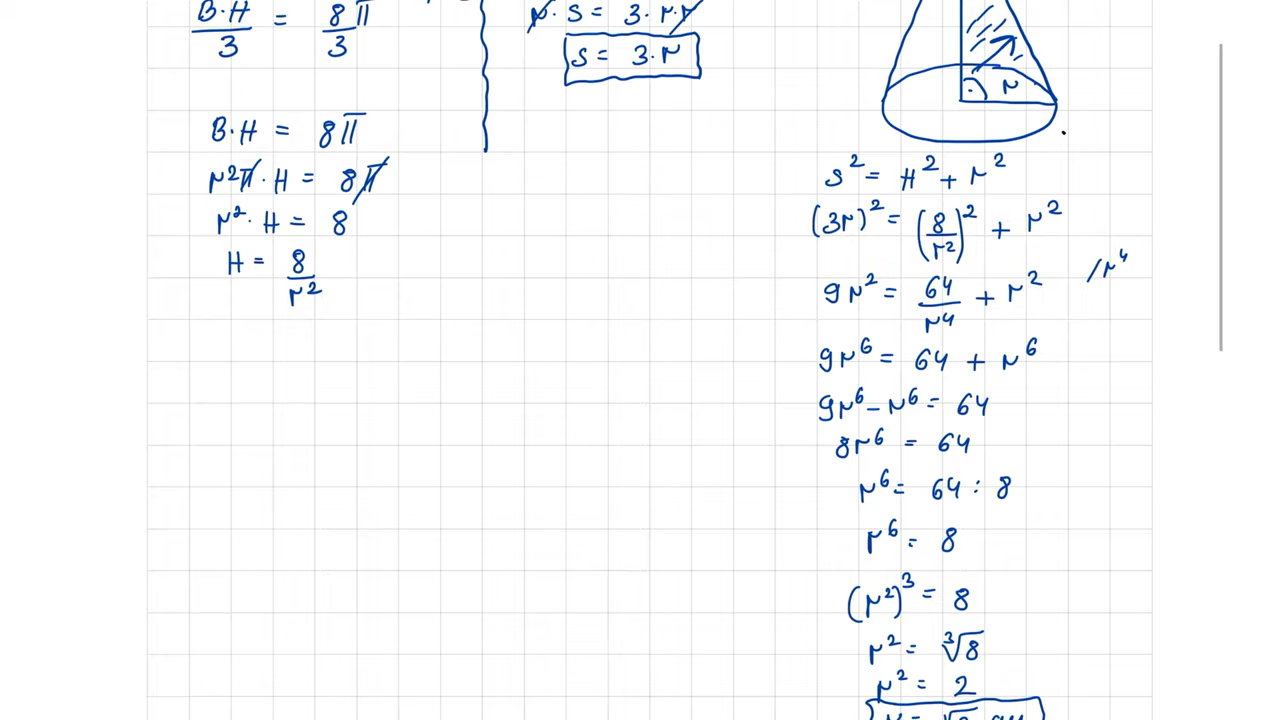 B·H/3 = 8π/3
B·H = 8π
r²π·H = 8π
r²·H = 8
H = 8/r²
r·s = 3·r·r
s = 3·r
r
s² = H² + r²
(3r)² = (8/r²)² + r²
9r² = 64/r⁴ + r² /r⁴
9r⁶ = 64 + r⁶
9r⁶ - r⁶ = 64
8r⁶ = 64
r⁶ = 64 : 8
r⁶ = 8
(r²)³ = 8
r² = ³√8
r² = 2